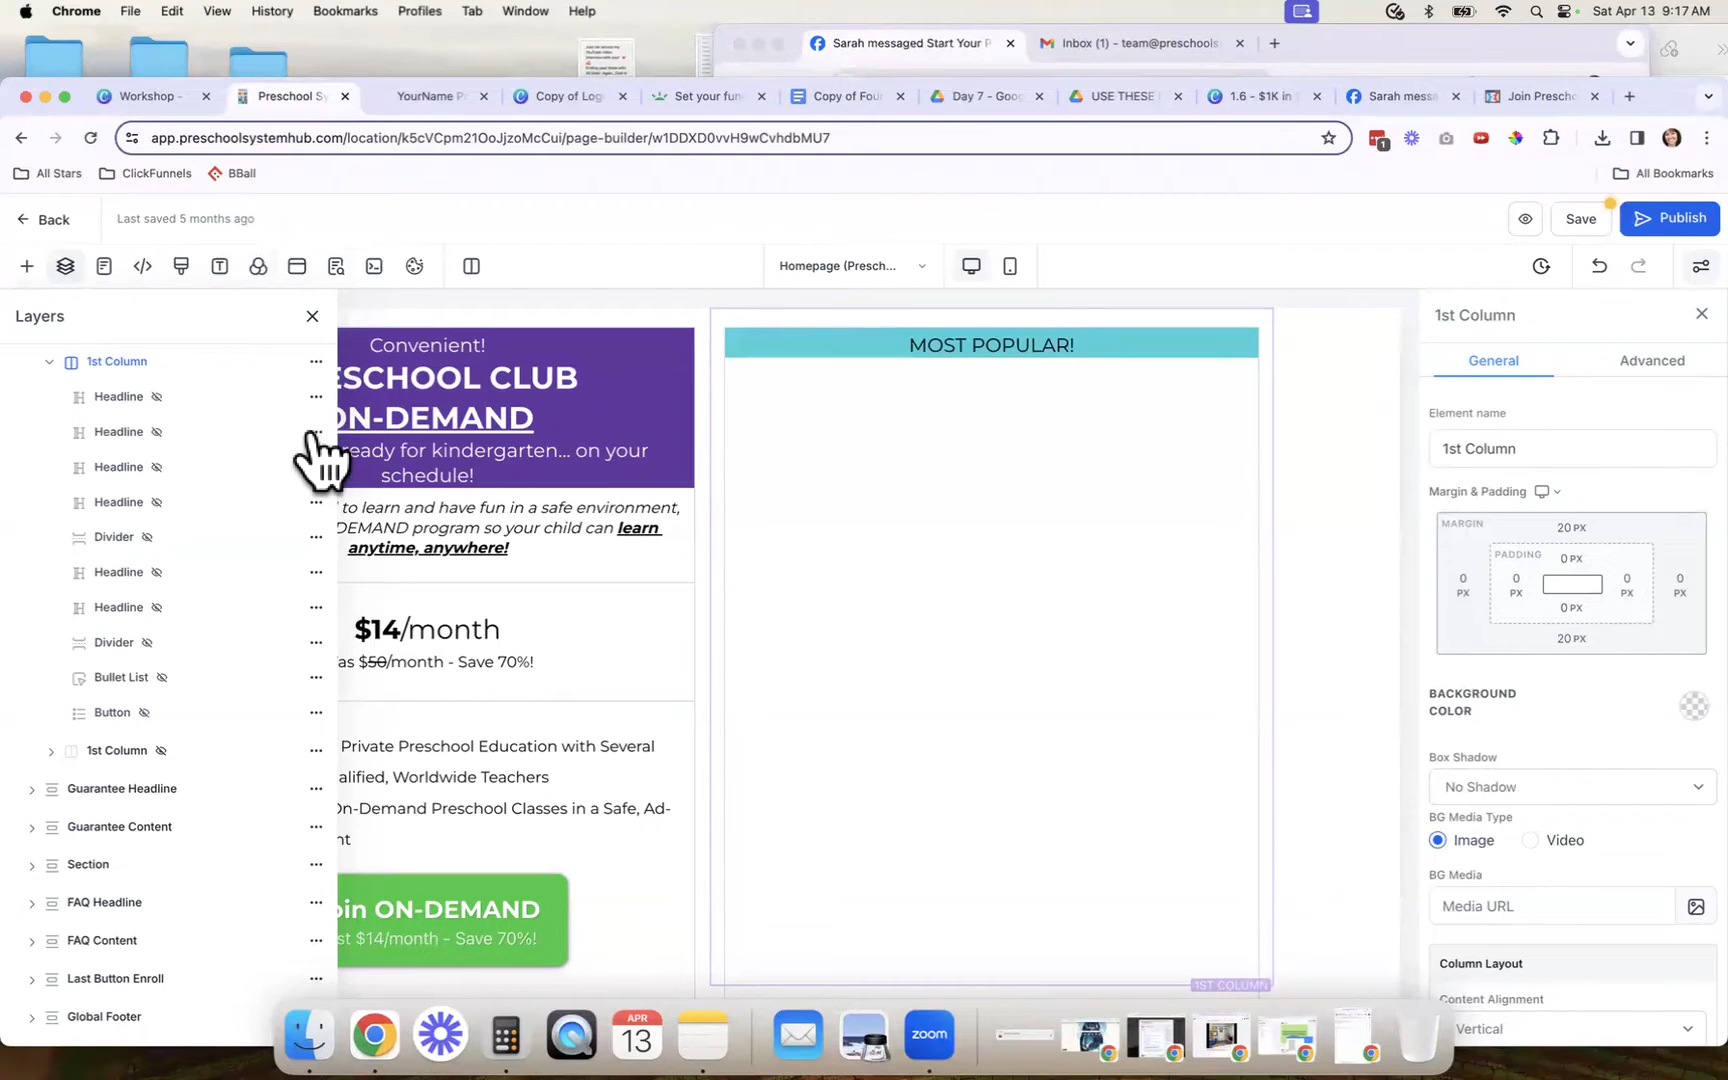 Chrome File Edit View History Bookmarks Profiles Tab Window Help Sat Apr 13 9:17 AM
Sarah messaged Start Your P Inbox (1) - team@preschools
Workshop - Preschool Sy YourName Pr Copy of Log Set your fun Copy of Four Day 7 - Goog USE THESE 1.6 - $1K in Sarah messa Join Prescho
app.preschoolsystemhub.com/location/k5cVCpm21OoJjzoMcCui/page-builder/w1DDXD0vvH9wCvhdbMU7
1
All Stars ClickFunnels BBall All Bookmarks
Back Last saved 5 months ago Save Publish
Homepage (Presch...
Layers
1st Column
Headline
Headline
Headline
Headline
Divider
Headline
Headline
Divider
Bullet List
Button
1st Column
Guarantee Headline
Guarantee Content
Section
FAQ Headline
FAQ Content
Last Button Enroll
Global Footer
Convenient!
ESCHOOL CLUB
ON-DEMAND
ready for kindergarten... on your
schedule!
to learn and have fun in a safe environment,
DEMAND program so your child can learn
anytime, anywhere!
$14/month
as $50/month - Save 70%!
Private Preschool Education with Several
alified, Worldwide Teachers
On-Demand Preschool Classes in a Safe, Ad-
nt
oin ON-DEMAND
st $14/month - Save 70%!
MOST POPULAR!
1ST COLUMN
1st Column
General Advanced
Element name
1st Column
Margin & Padding
MARGIN 20 PX
PADDING 0 PX
0 PX 0 PX 0 PX 0 PX
0 PX
20 PX
BACKGROUND
COLOR
Box Shadow
No Shadow
BG Media Type
Image Video
BG Media
Media URL
Column Layout
Content Alignment
Vertical
APR
13
zoom